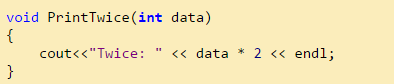 void PrintTwice(int data)
{
    cout<<"Twice: " << data * 2 << endl;
}